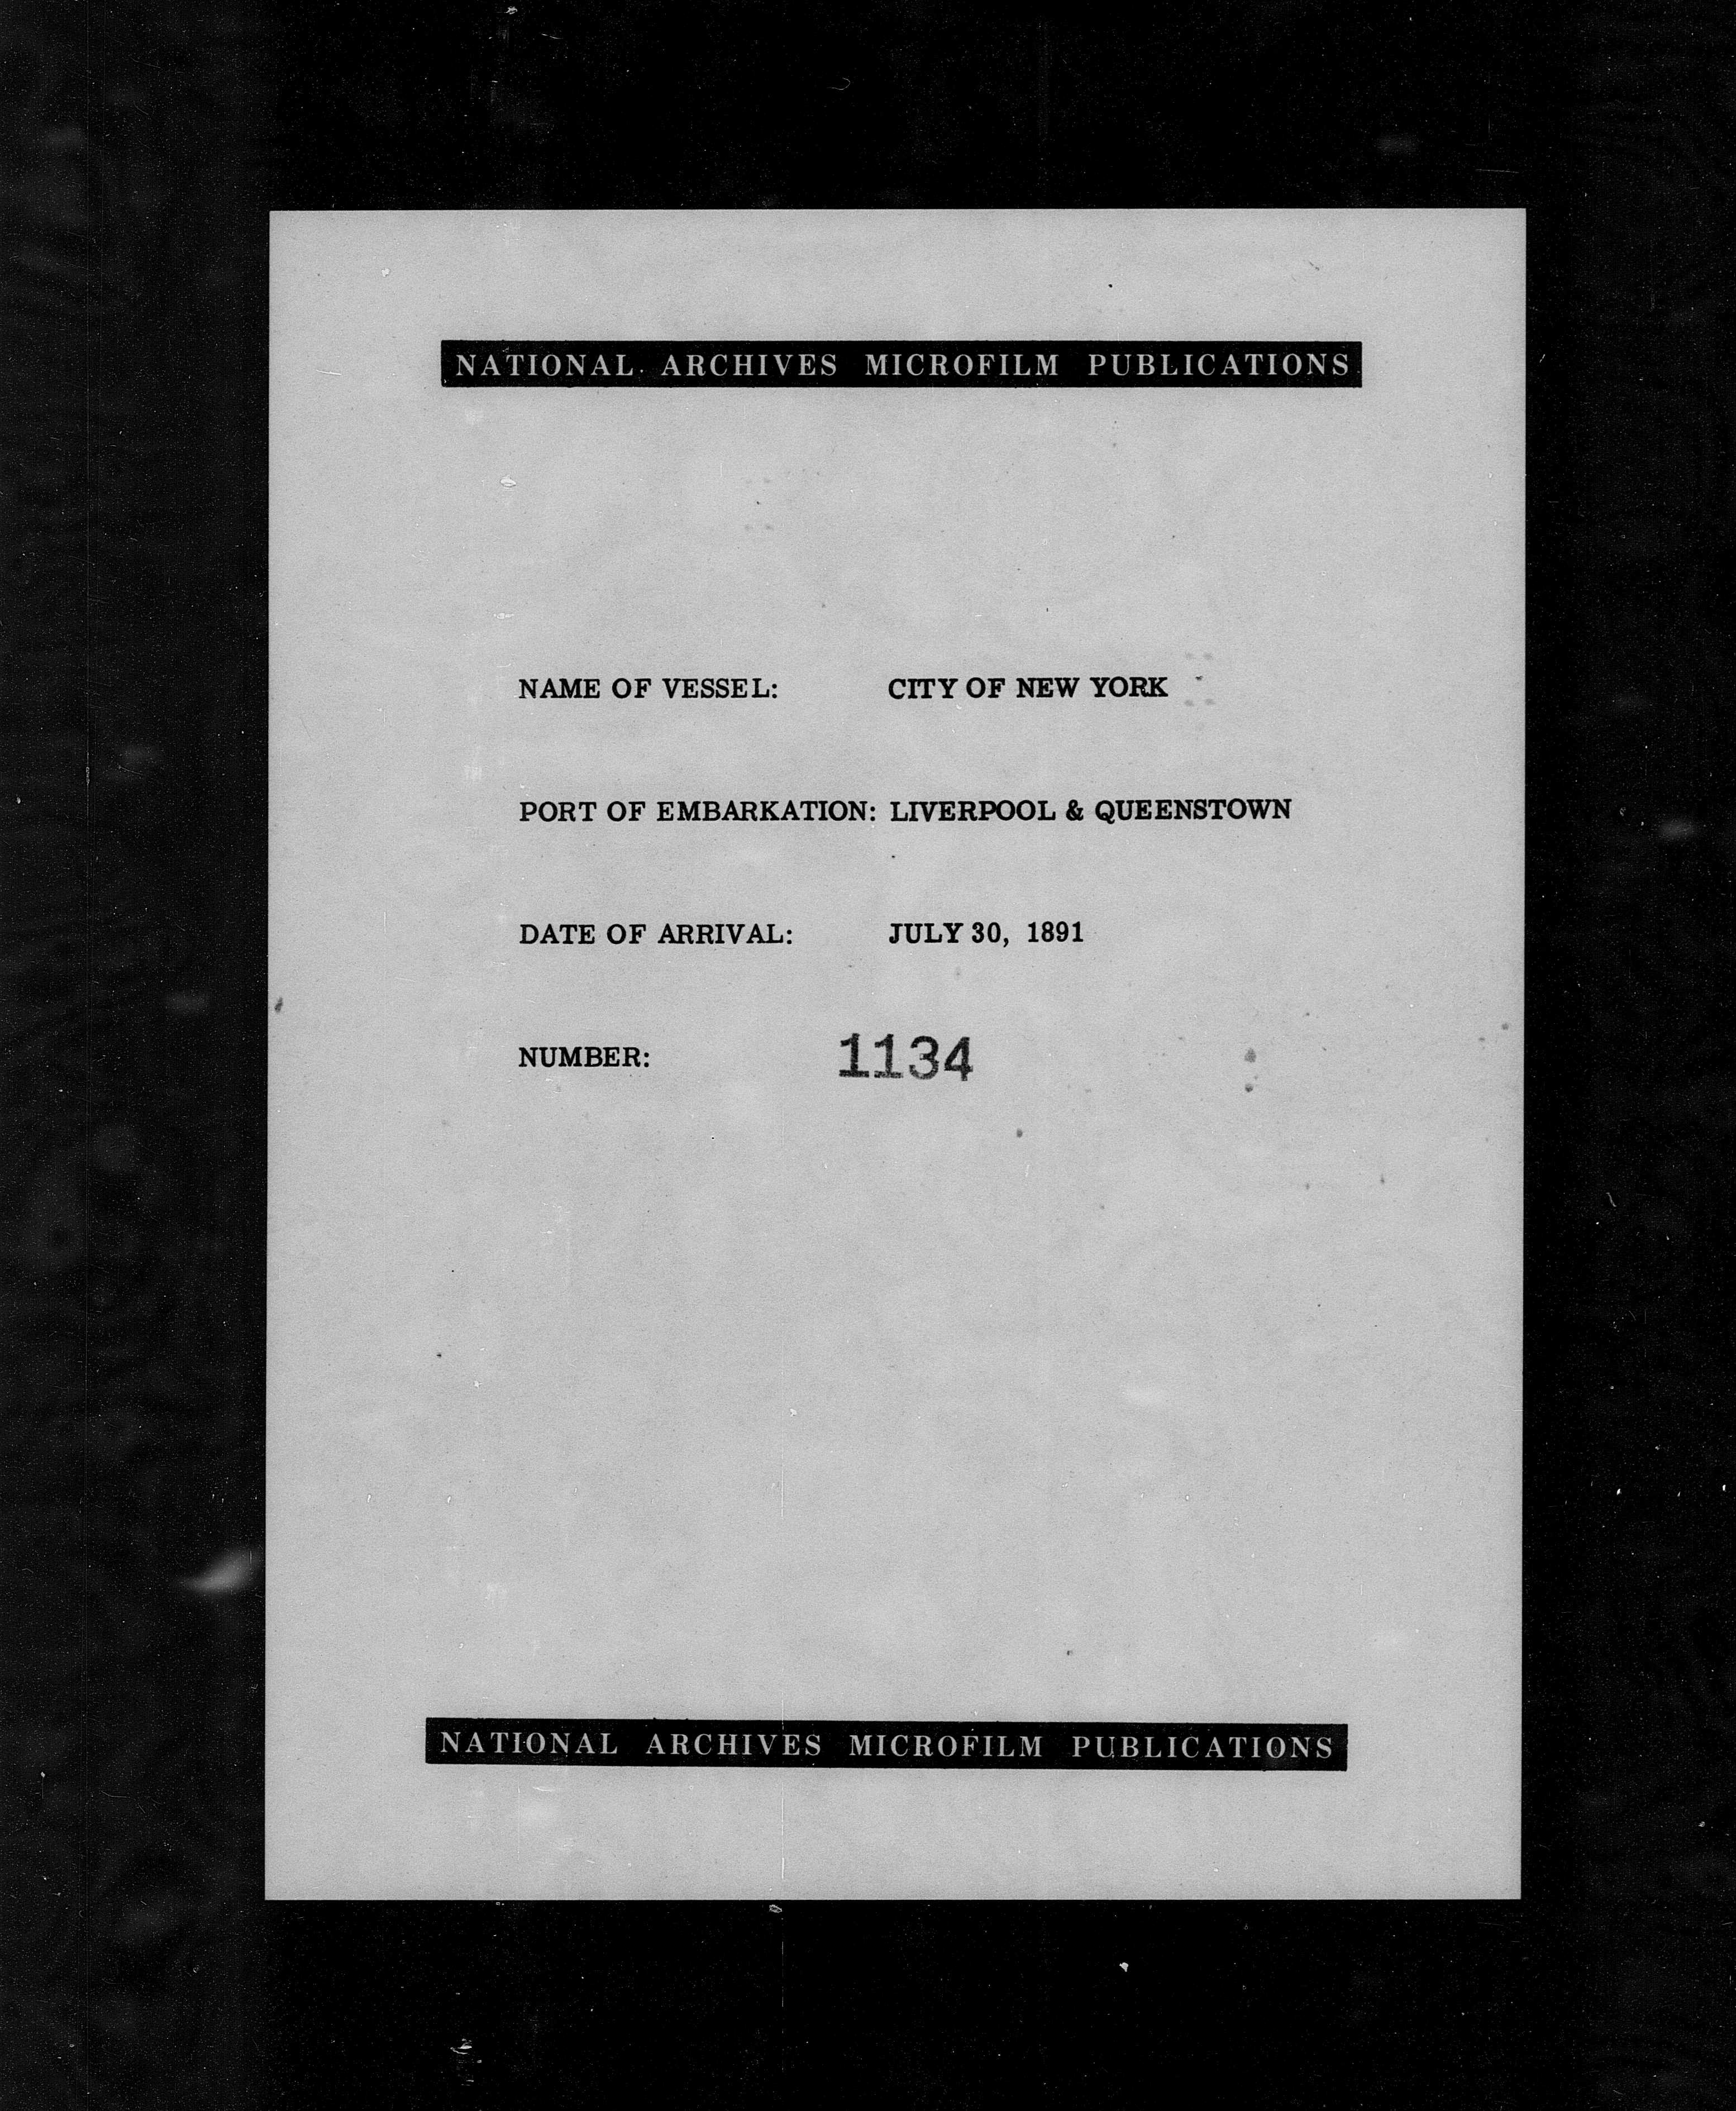 NATIONAL ARCHIVES MICROFILM PUBLICATIONS
NAME OF VESSEL: CITY OF NEW YORK
PORT OF EMBARKATION: LIVERPOOL & QUEENSTOWN
DATE OF ARRIVAL: JULY 30, 1891
NUMBER: 1134
NATIONAL ARCHIVES MICROFILM PUBLICATIONS